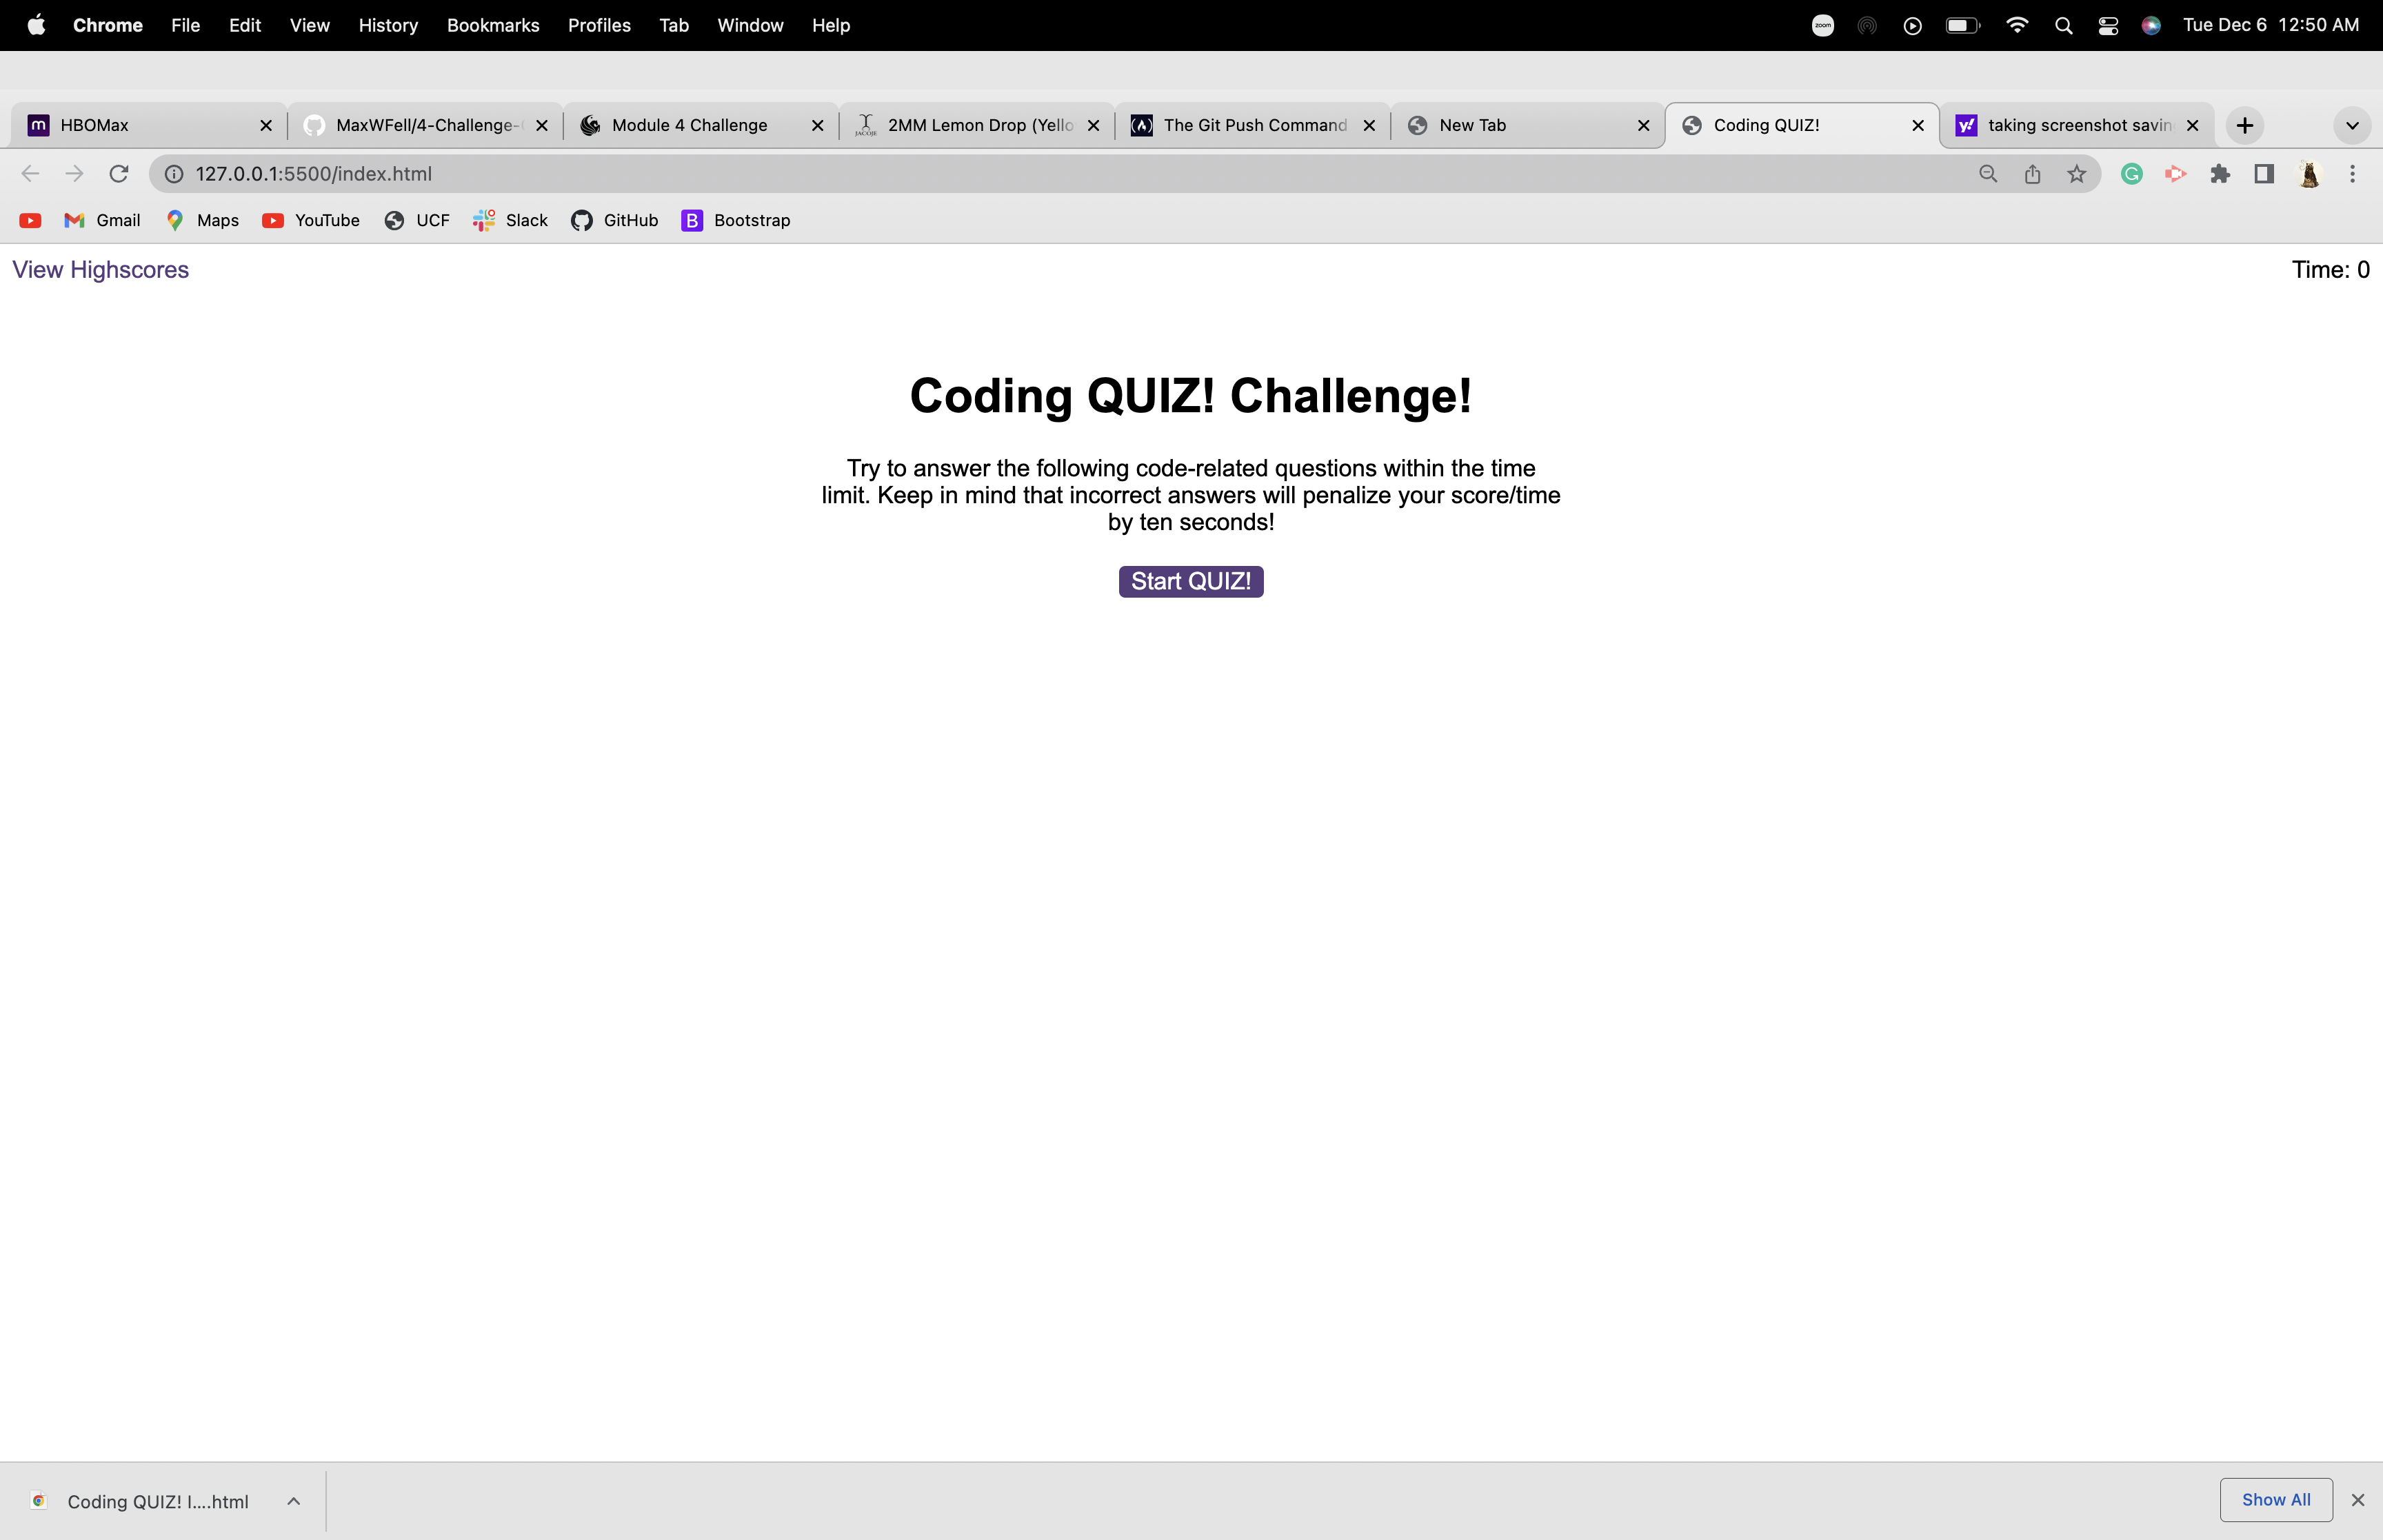 Chrome File Edit View History Bookmarks Profiles Tab Window Help zoom Tue Dec 6 12:50 AM
HBOMax MaxWFell/4-Challenge- Module 4 Challenge 2MM Lemon Drop (Yello The Git Push Command New Tab Coding QUIZ! taking screenshot savin
127.0.0.1:5500/index.html
Gmail Maps YouTube UCF Slack GitHub B Bootstrap
View Highscores Time: 0
Coding QUIZ! Challenge!
Try to answer the following code-related questions within the time
limit. Keep in mind that incorrect answers will penalize your score/time
by ten seconds!
Start QUIZ!
Coding QUIZ! I....html Show All